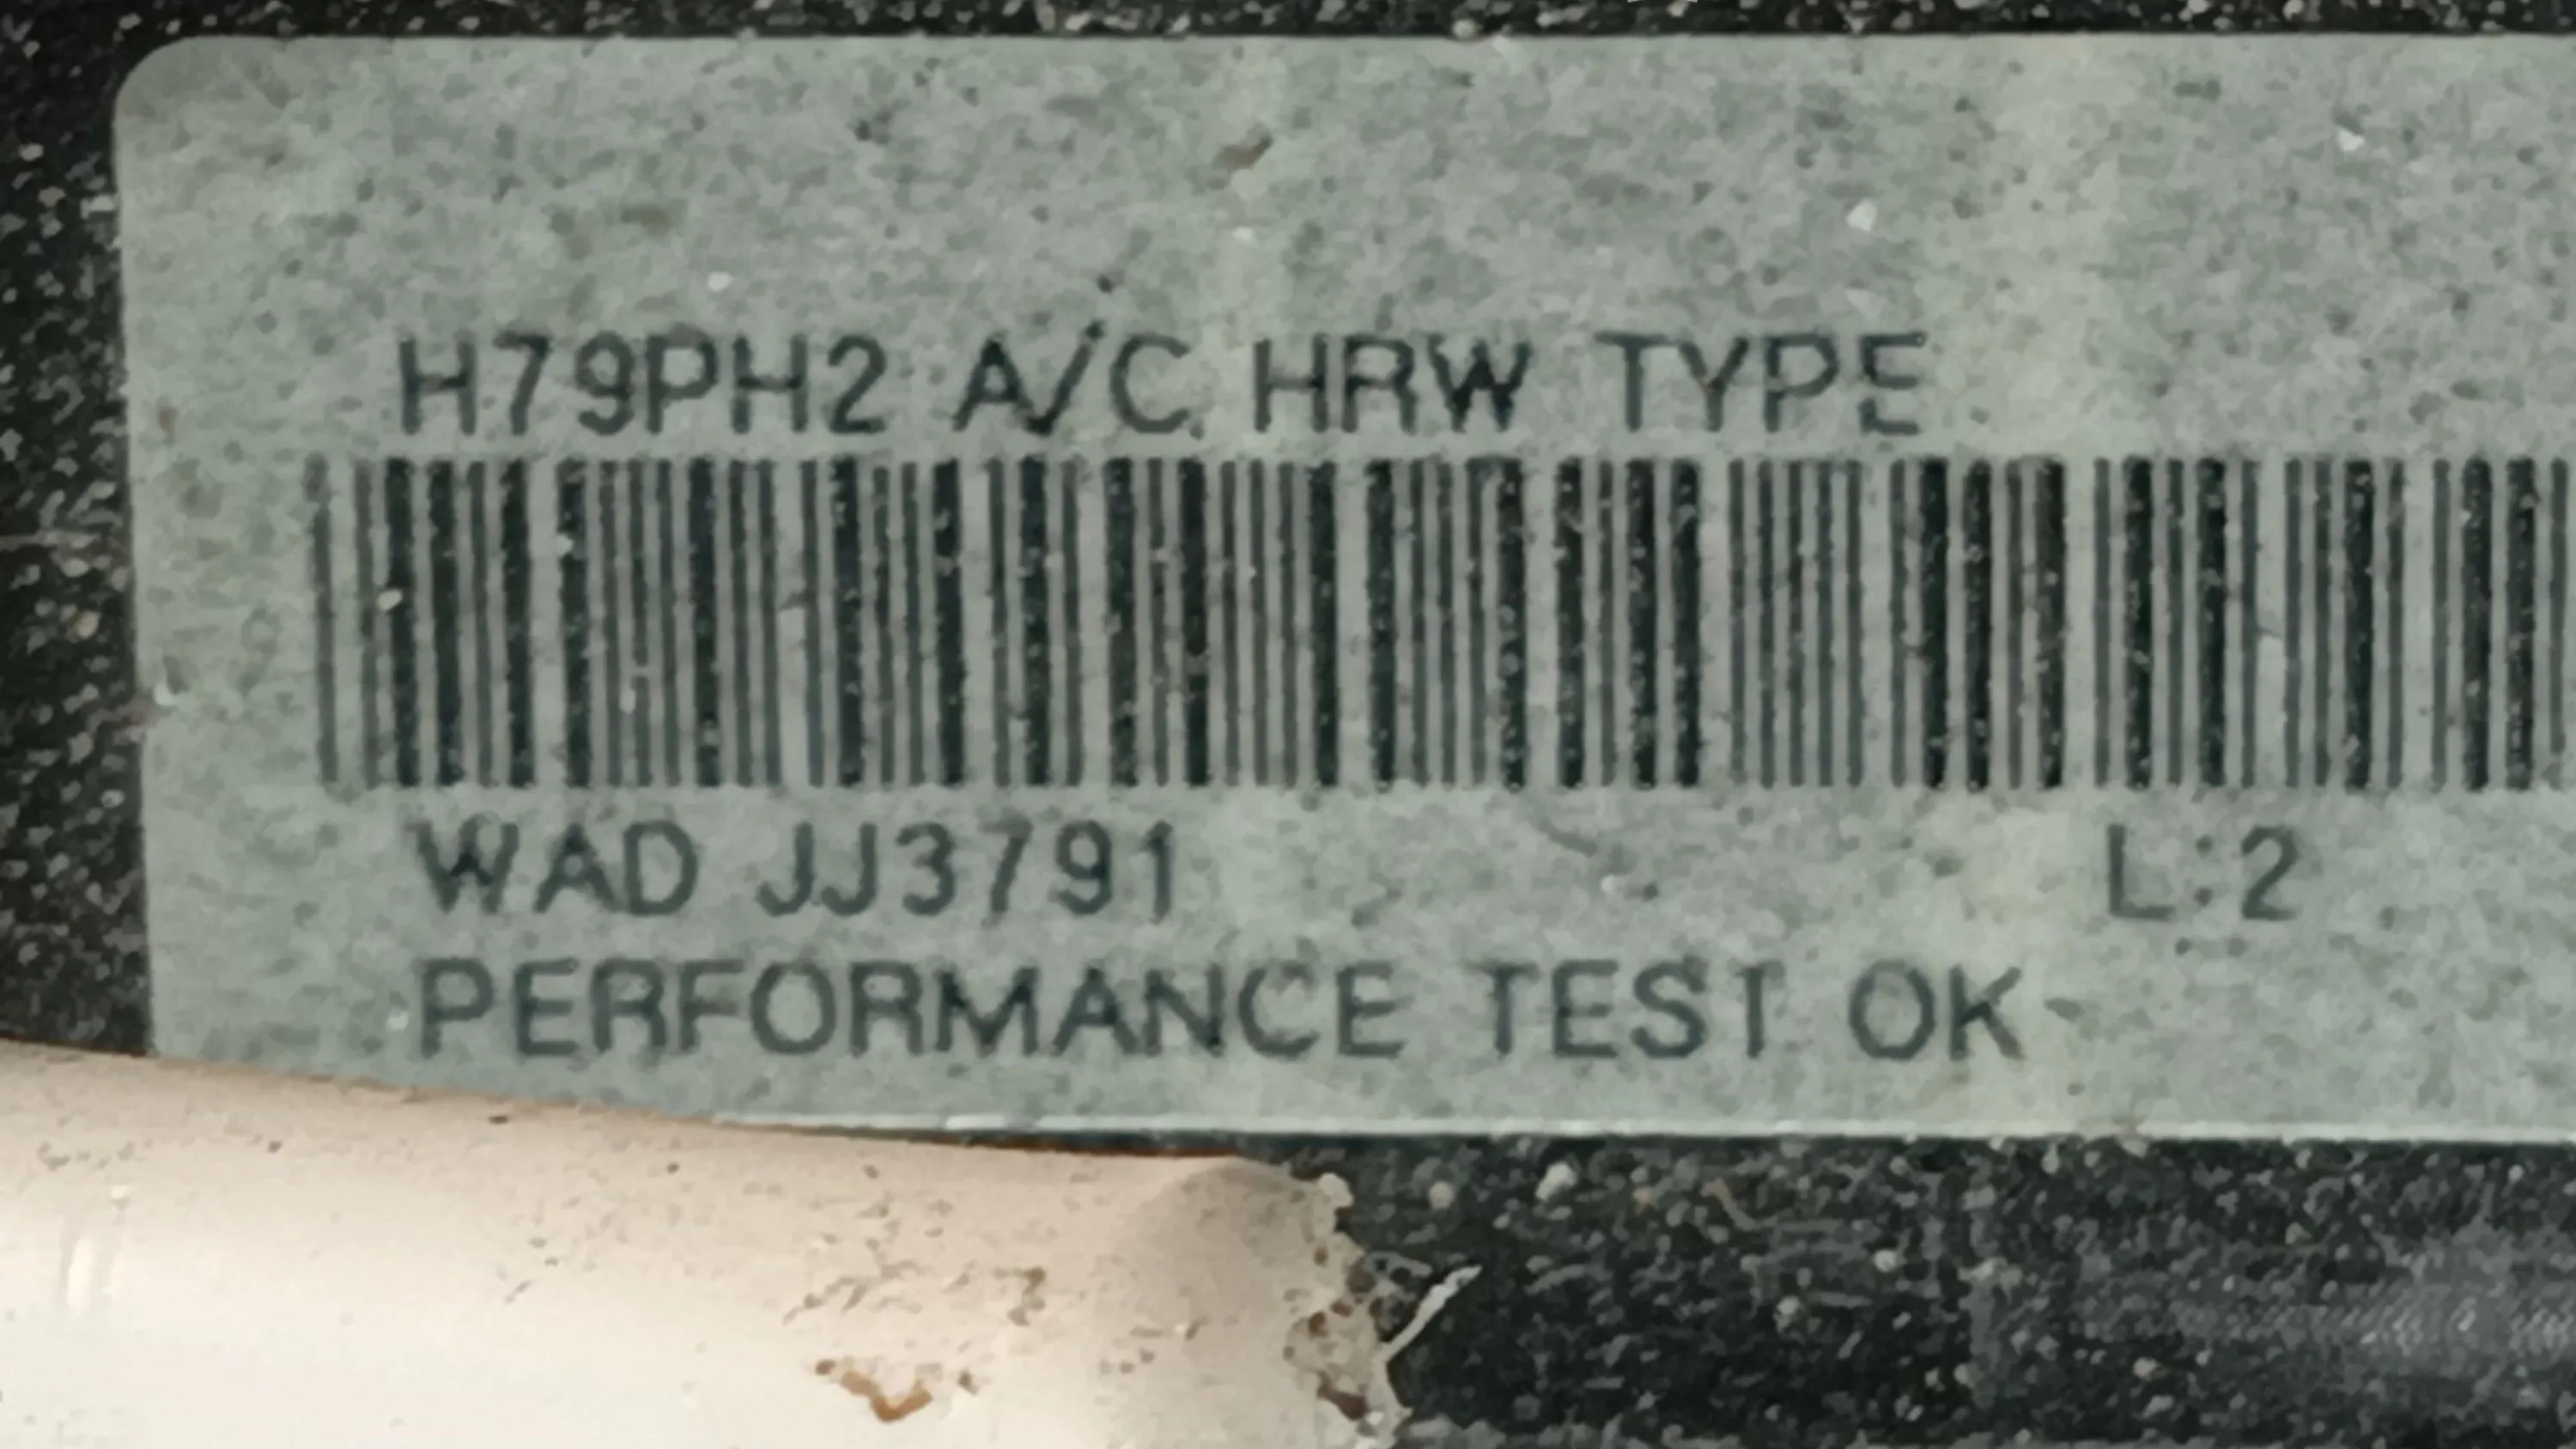 H79PH2 A/C HRW TYPE
WAD JJ3791 L:2
PERFORMANCE TEST OK